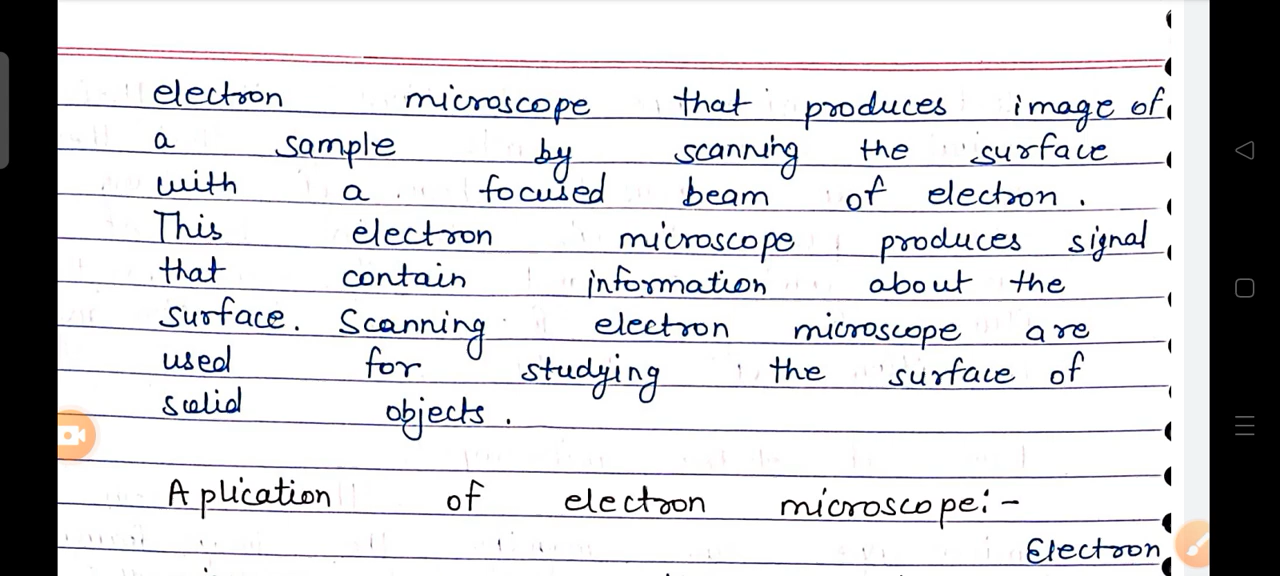 electron microscope that produces image of
a sample by scanning the surface
with a focused beam of electron.
This electron microscope produces signal
that contain information about the
surface. Scanning electron microscope are
used for studying the surface of
solid objects.
Aplication of electron microscope:-
Electron